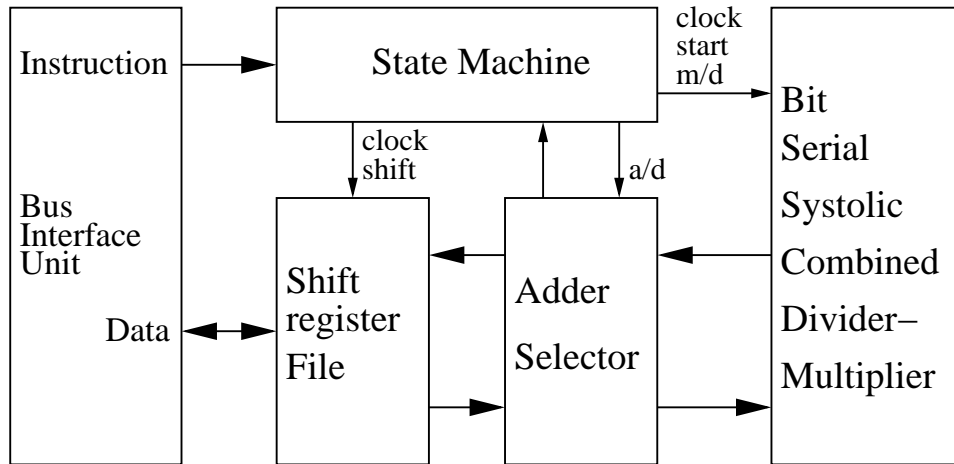 Instruction
Bus
Interface
Unit
Data
State Machine
clock
shift
a/d
clock
start
m/d
Shift
register
File
Adder
Selector
Bit
Serial
Systolic
Combined
Divider–
Multiplier